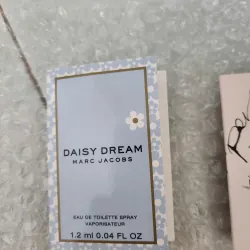 DAISY DREAM
MARC JACOBS
EAU DE TOILETTE SPRAY
VAPORISATEUR
1.2 ml 0.04 FL OZ